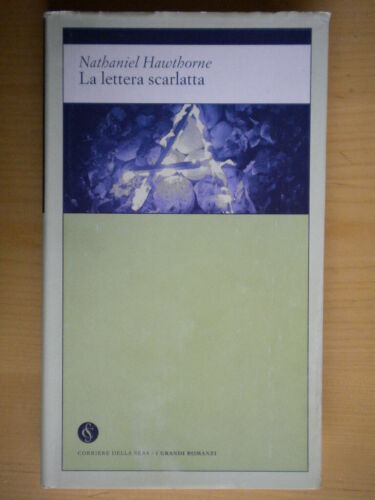 Nathaniel Hawthorne
La lettera scarlatta
CORRIERE DELLA SERA · I GRANDI ROMANZI